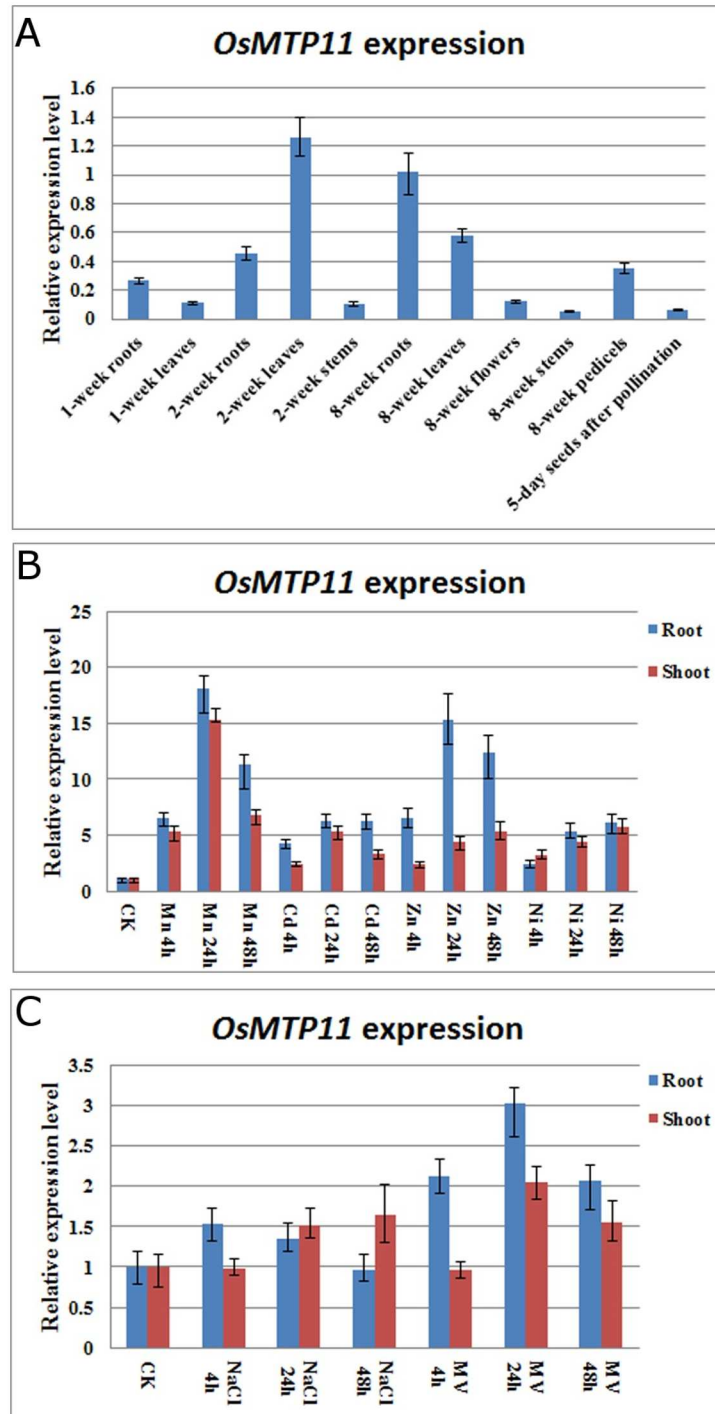 A
OsMTP11 expression
Relative expression level
1.6
1.4
1.2
1
0.8
0.6
0.4
0.2
0
1-week roots
1-week leaves
2-week roots
2-week leaves
2-week stems
8-week roots
8-week leaves
8-week flowers
8-week stems
8-week pedicels
5-day seeds after pollination
B
OsMTP11 expression
Relative expression level
25
20
15
10
5
0
Root
Shoot
CK
Mn 4h
Mn 24h
Mn 48h
Cd 4h
Cd 24h
Cd 48h
Zn 4h
Zn 24h
Zn 48h
Ni 4h
Ni 24h
Ni 48h
C
OsMTP11 expression
Relative expression level
3.5
3
2.5
2
1.5
1
0.5
0
Root
Shoot
CK
NaCl
4h
NaCl
24h
NaCl
48h
MV
4h
MV
24h
MV
48h